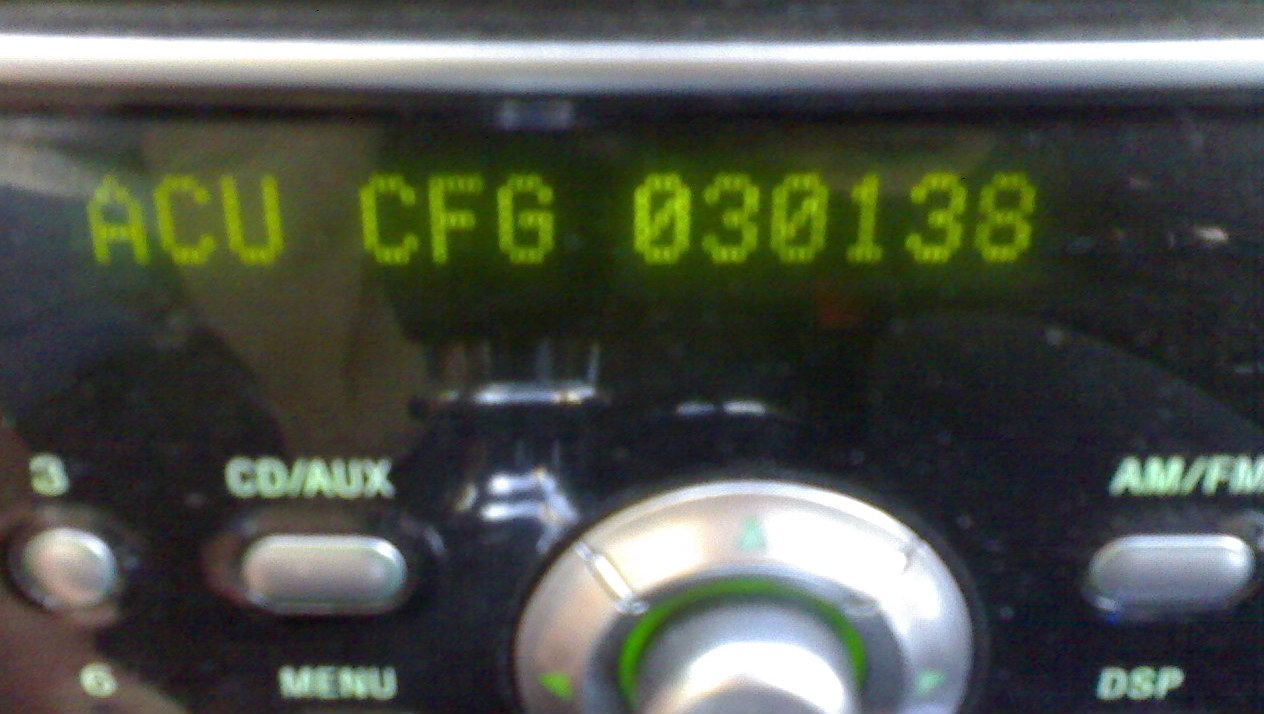 ACU CFG 030138
3 CD/AUX AM/FM
6 MENU DSP